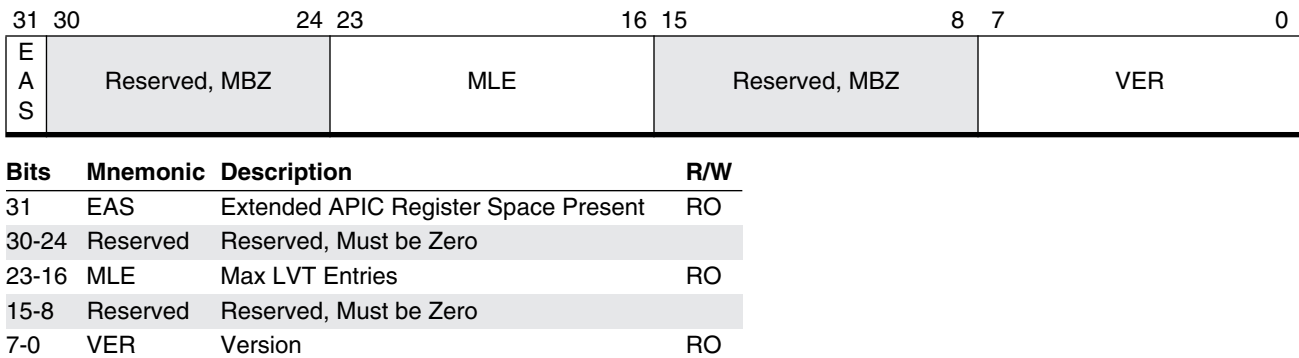 31 30 24 23 16 15 8 7 0
E
A
S
Reserved, MBZ MLE Reserved, MBZ VER
Bits Mnemonic Description R/W
31 EAS Extended APIC Register Space Present RO
30-24 Reserved Reserved, Must be Zero
23-16 MLE Max LVT Entries RO
15-8 Reserved Reserved, Must be Zero
7-0 VER Version RO